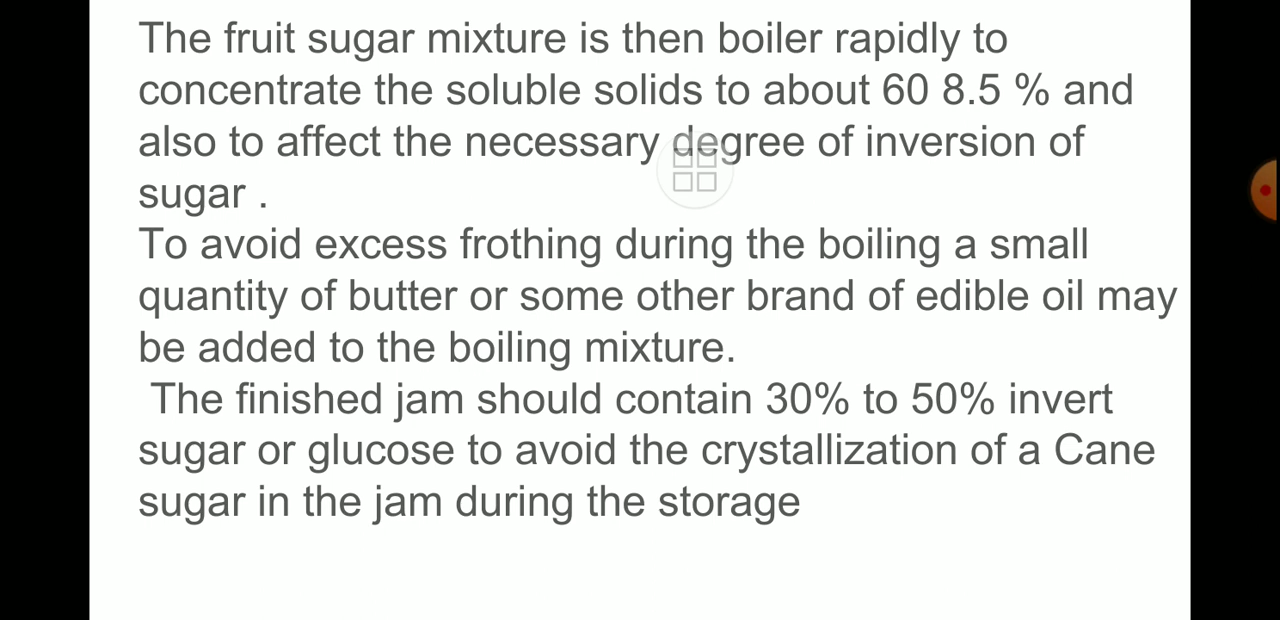 The fruit sugar mixture is then boiler rapidly to
concentrate the soluble solids to about 60 8.5 % and
also to affect the necessary degree of inversion of
sugar .
To avoid excess frothing during the boiling a small
quantity of butter or some other brand of edible oil may
be added to the boiling mixture.
The finished jam should contain 30% to 50% invert
sugar or glucose to avoid the crystallization of a Cane
sugar in the jam during the storage